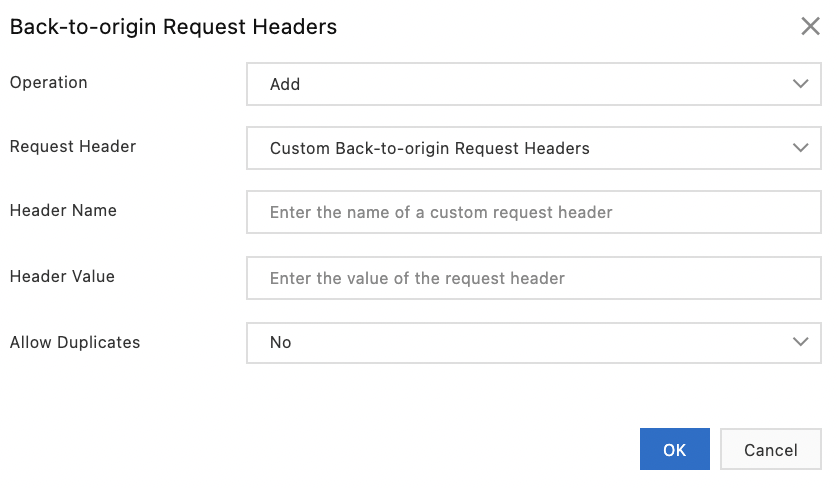 Back-to-origin Request Headers
Operation
Add
Request Header
Custom Back-to-origin Request Headers
Header Name
Enter the name of a custom request header
Header Value
Enter the value of the request header
Allow Duplicates
No
OK
Cancel